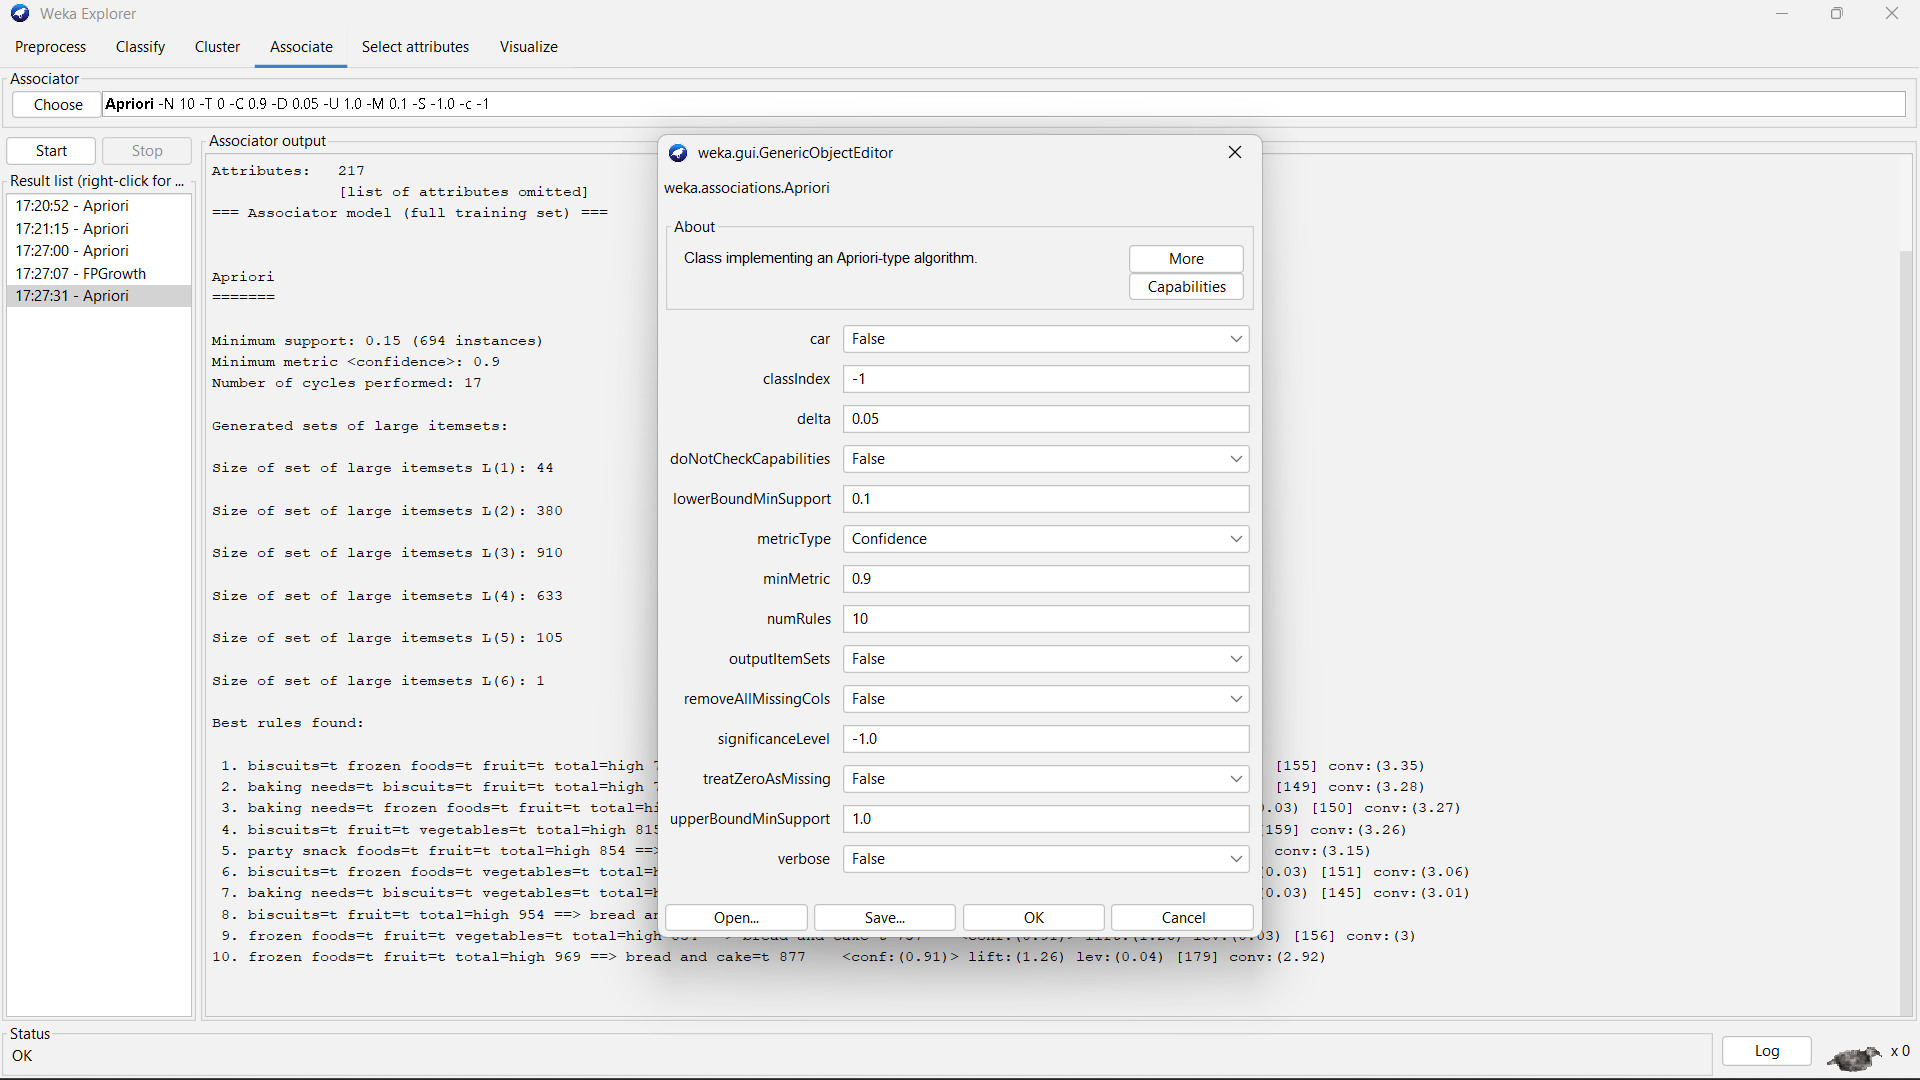 Weka Explorer
Preprocess Classify Cluster Associate Select attributes Visualize
Associator
Choose Apriori -N 10 -T 0 -C 0.9 -D 0.05 -U 1.0 -M 0.1 -S -1.0 -c -1
Start Stop
Result list (right-click for ...
17:20:52 - Apriori
17:21:15 - Apriori
17:27:00 - Apriori
17:27:07 - FPGrowth
17:27:31 - Apriori
Associator output
Attributes: 217
[list of attributes omitted]
=== Associator model (full training set) ===
Apriori
=======
Minimum support: 0.15 (694 instances)
Minimum metric <confidence>: 0.9
Number of cycles performed: 17
Generated sets of large itemsets:
Size of set of large itemsets L(1): 44
Size of set of large itemsets L(2): 380
Size of set of large itemsets L(3): 910
Size of set of large itemsets L(4): 633
Size of set of large itemsets L(5): 105
Size of set of large itemsets L(6): 1
Best rules found:
1. biscuits=t frozen foods=t fruit=t total=high [155] conv:(3.35)
2. baking needs=t biscuits=t fruit=t total=high [149] conv:(3.28)
3. baking needs=t frozen foods=t fruit=t .03) [150] conv:(3.27)
4. biscuits=t fruit=t vegetables=t total=high 815 159] conv:(3.26)
5. party snack foods=t fruit=t total=high 854 ==> conv:(3.15)
6. biscuits=t frozen foods=t vegetables=t 0.03) [151] conv:(3.06)
7. baking needs=t biscuits=t vegetables=t 0.03) [145] conv:(3.01)
8. biscuits=t fruit=t total=high 954 ==> bread
9. frozen foods=t fruit=t vegetables=t total=high [156] conv:(3)
10. frozen foods=t fruit=t total=high 969 ==> bread and cake=t 877 <conf:(0.91)> lift:(1.26) lev:(0.04) [179] conv:(2.92)
weka.gui.GenericObjectEditor
weka.associations.Apriori
About
Class implementing an Apriori-type algorithm.
More
Capabilities
car False
classIndex -1
delta 0.05
doNotCheckCapabilities False
lowerBoundMinSupport 0.1
metricType Confidence
minMetric 0.9
numRules 10
outputItemSets False
removeAllMissingCols False
significanceLevel -1.0
treatZeroAsMissing False
upperBoundMinSupport 1.0
verbose False
Open... Save... OK Cancel
Status
OK
Log x 0